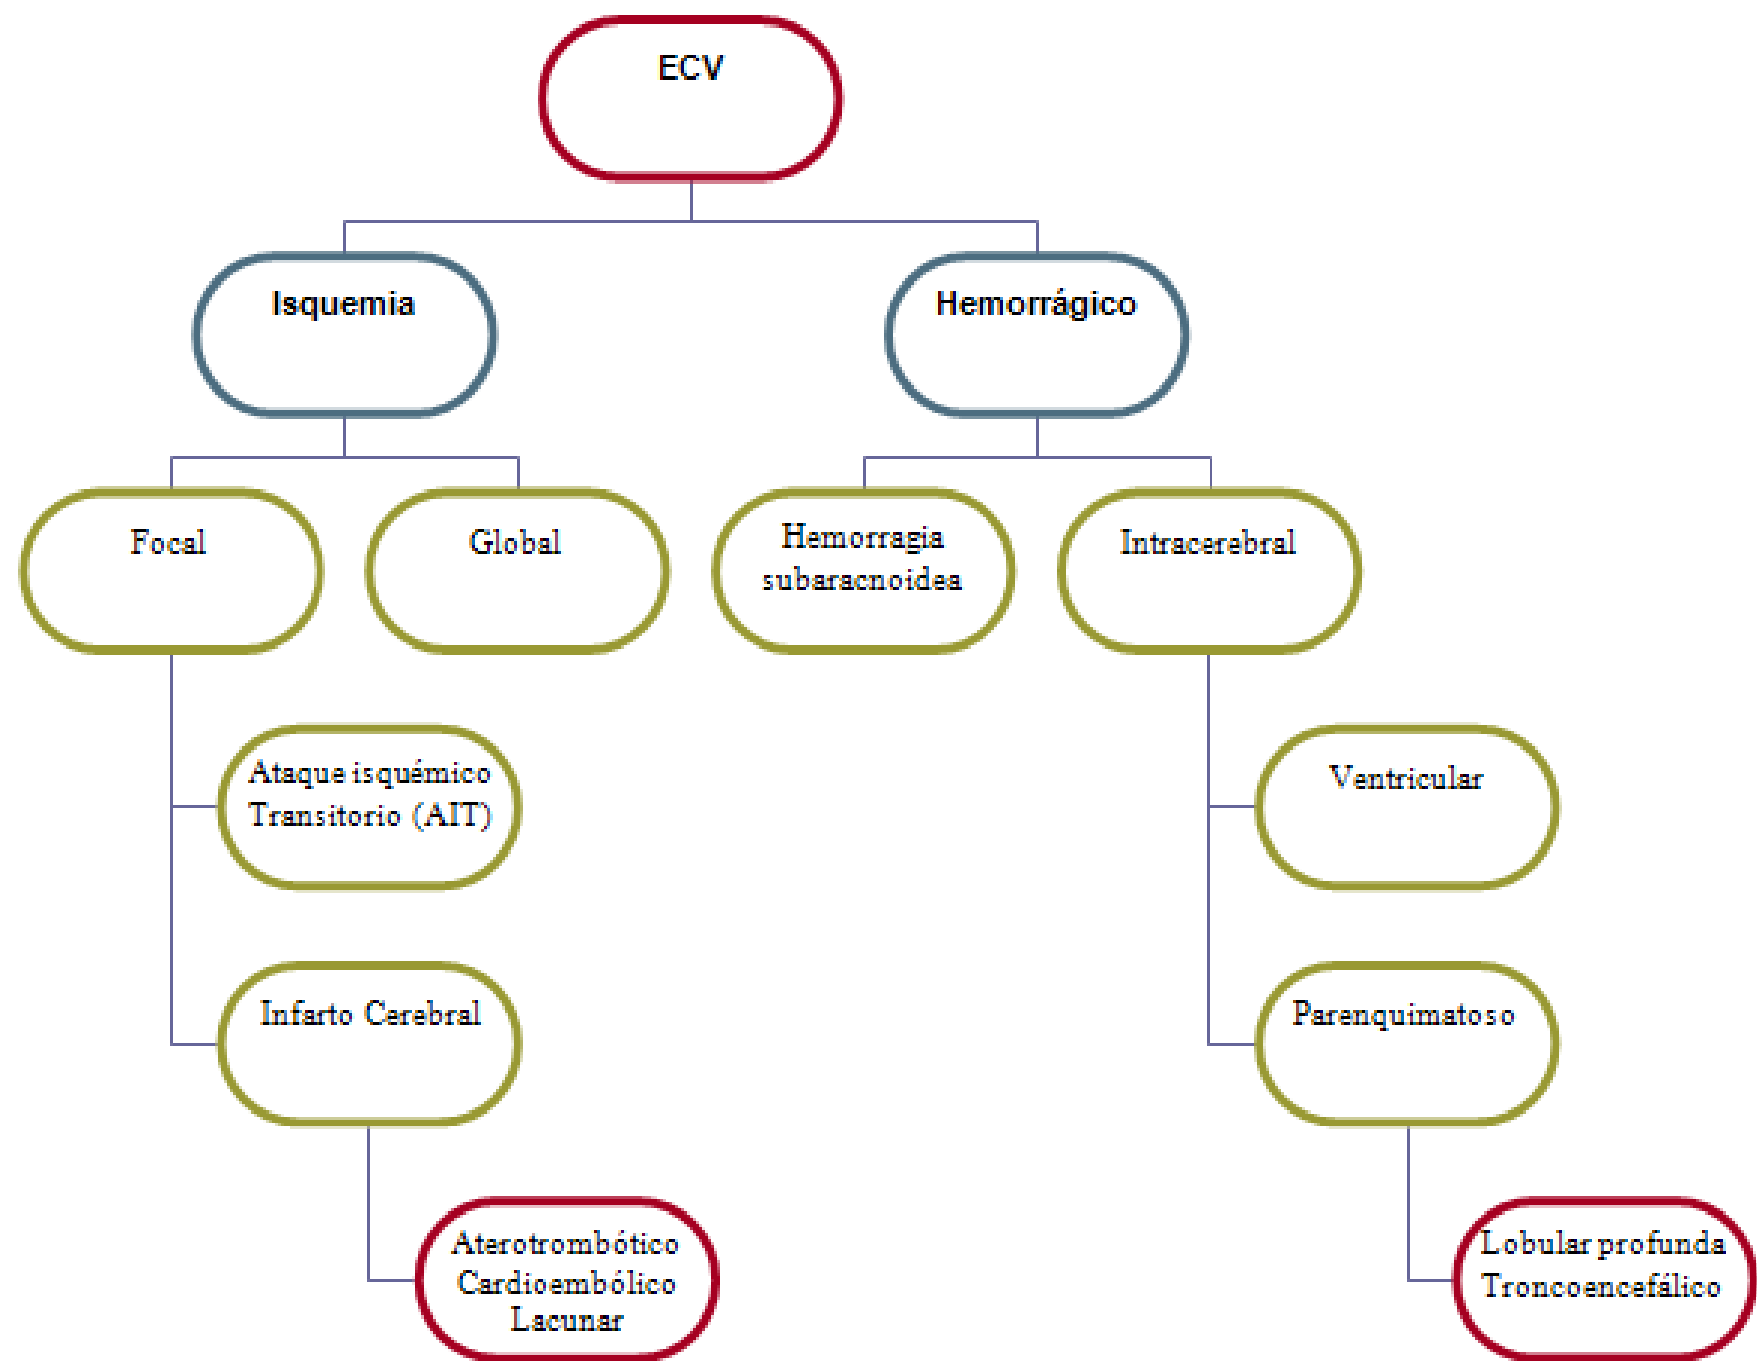 ECV
Isquemia
Hemorrágico
Focal
Global
Hemorragia
subaracnoidea
Intracerebral
Ataque isquémico
Transitorio (AIT)
Ventricular
Infarto Cerebral
Parenquimatoso
Aterotrombótico
Cardioembólico
Lacunar
Lobular profunda
Troncoencefálico